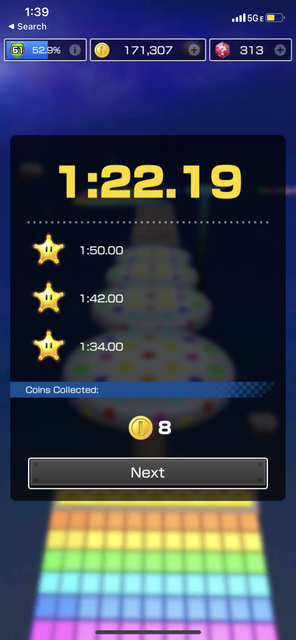 1:39
5G E
◀ Search
61
52.9%
171,307
313
1:22.19
1:50.00
1:42.00
1:34.00
Coins Collected:
8
Next